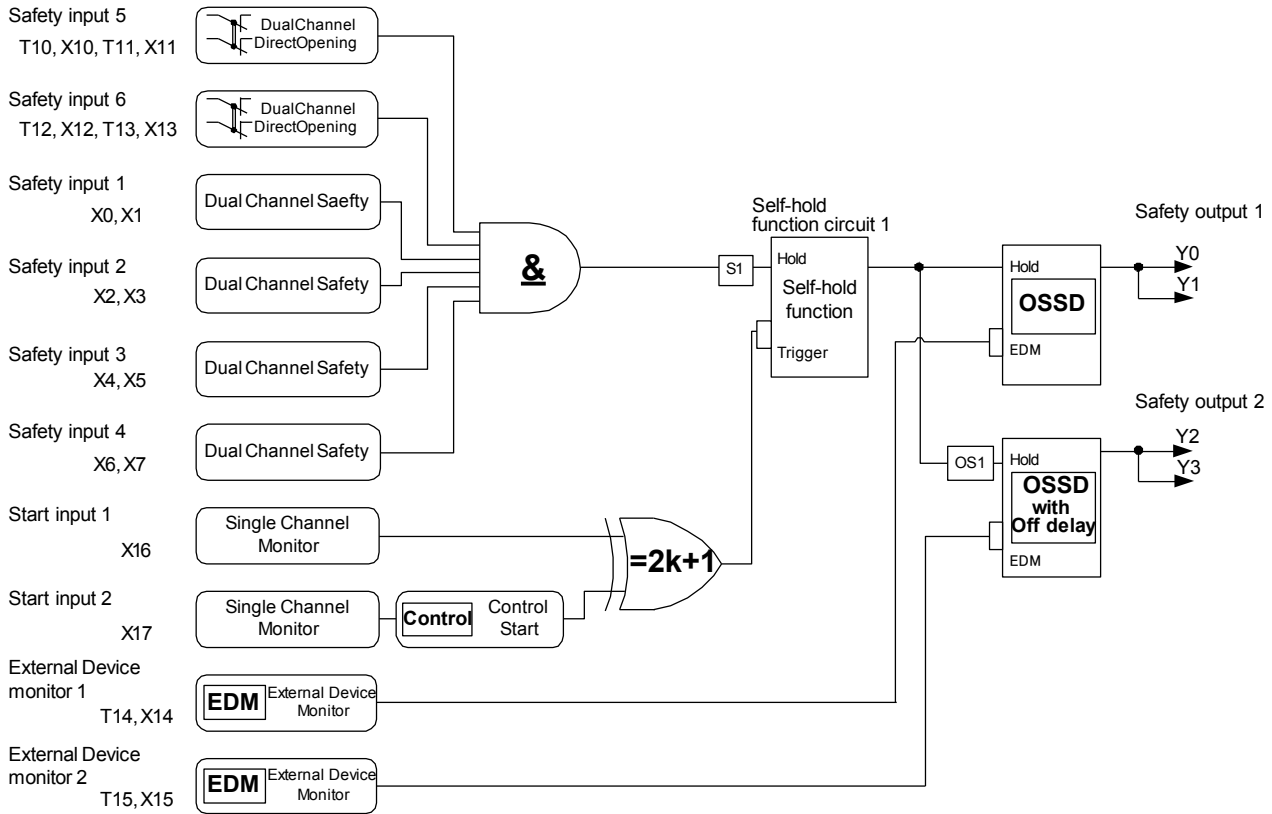 Safety input 5
T10, X10, T11, X11
DualChannel
DirectOpening
Safety input 6
T12, X12, T13, X13
DualChannel
DirectOpening
Safety input 1
X0, X1
Dual Channel Saefty
Safety input 2
X2, X3
Dual Channel Safety
Safety input 3
X4, X5
Dual Channel Safety
Safety input 4
X6, X7
Dual Channel Safety
&
S1
Self-hold
function circuit 1
Hold
Self-hold
function
Trigger
Safety output 1
Hold
OSSD
EDM
Y0
Y1
Safety output 2
OS1
Hold
OSSD
with
Off delay
EDM
Y2
Y3
Start input 1
X16
Single Channel
Monitor
=2k+1
Start input 2
X17
Single Channel
Monitor
Control
Control
Start
External Device
monitor 1
T14, X14
EDM
External Device
Monitor
External Device
monitor 2
T15, X15
EDM
External Device
Monitor